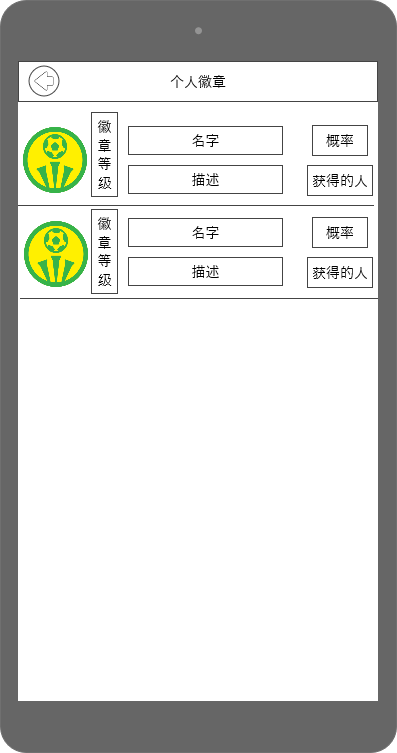 个人徽章
徽
章
等
级
名字
描述
概率
获得的人
徽
章
等
级
名字
描述
概率
获得的人